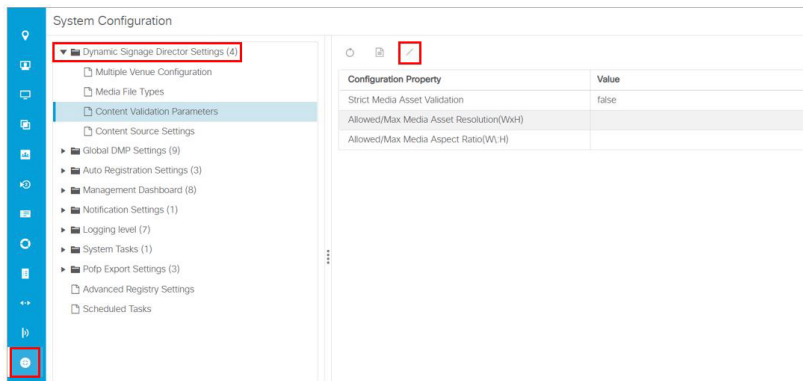 System Configuration
Dynamic Signage Director Settings (4)
Multiple Venue Configuration
Media File Types
Content Validation Parameters
Content Source Settings
Global DMP Settings (9)
Auto Registration Settings (3)
Management Dashboard (8)
Notification Settings (1)
Logging level (7)
System Tasks (1)
Pofp Export Settings (3)
Advanced Registry Settings
Scheduled Tasks
Configuration Property Value
Strict Media Asset Validation false
Allowed/Max Media Asset Resolution(WxH)
Allowed/Max Media Aspect Ratio(W\:H)